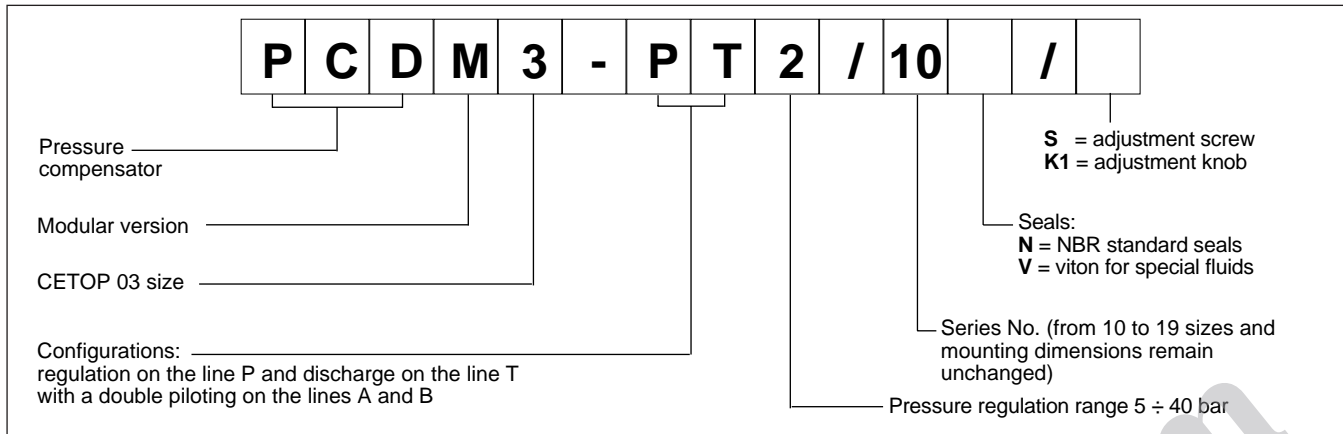 P C D M 3 - P T 2 / 10 /
Pressure
compensator
Modular version
CETOP 03 size
Configurations:
regulation on the line P and discharge on the line T
with a double piloting on the lines A and B
S = adjustment screw
K1 = adjustment knob
Seals:
N = NBR standard seals
V = viton for special fluids
Series No. (from 10 to 19 sizes and
mounting dimensions remain
unchanged)
Pressure regulation range 5 ÷ 40 bar